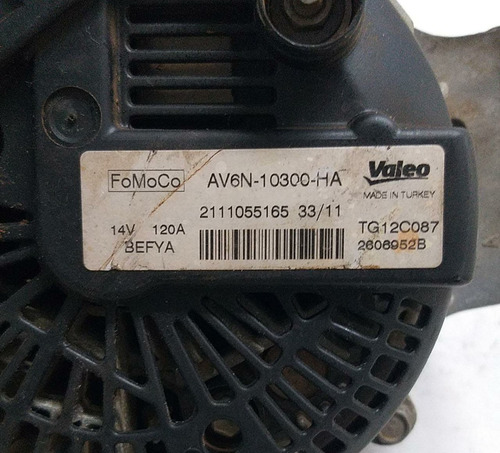 FoMoCo AV6N-10300-HA Valeo
MADE IN TURKEY
2111055165 33/11
14V 120A TG12C087
BEFYA 2606952B